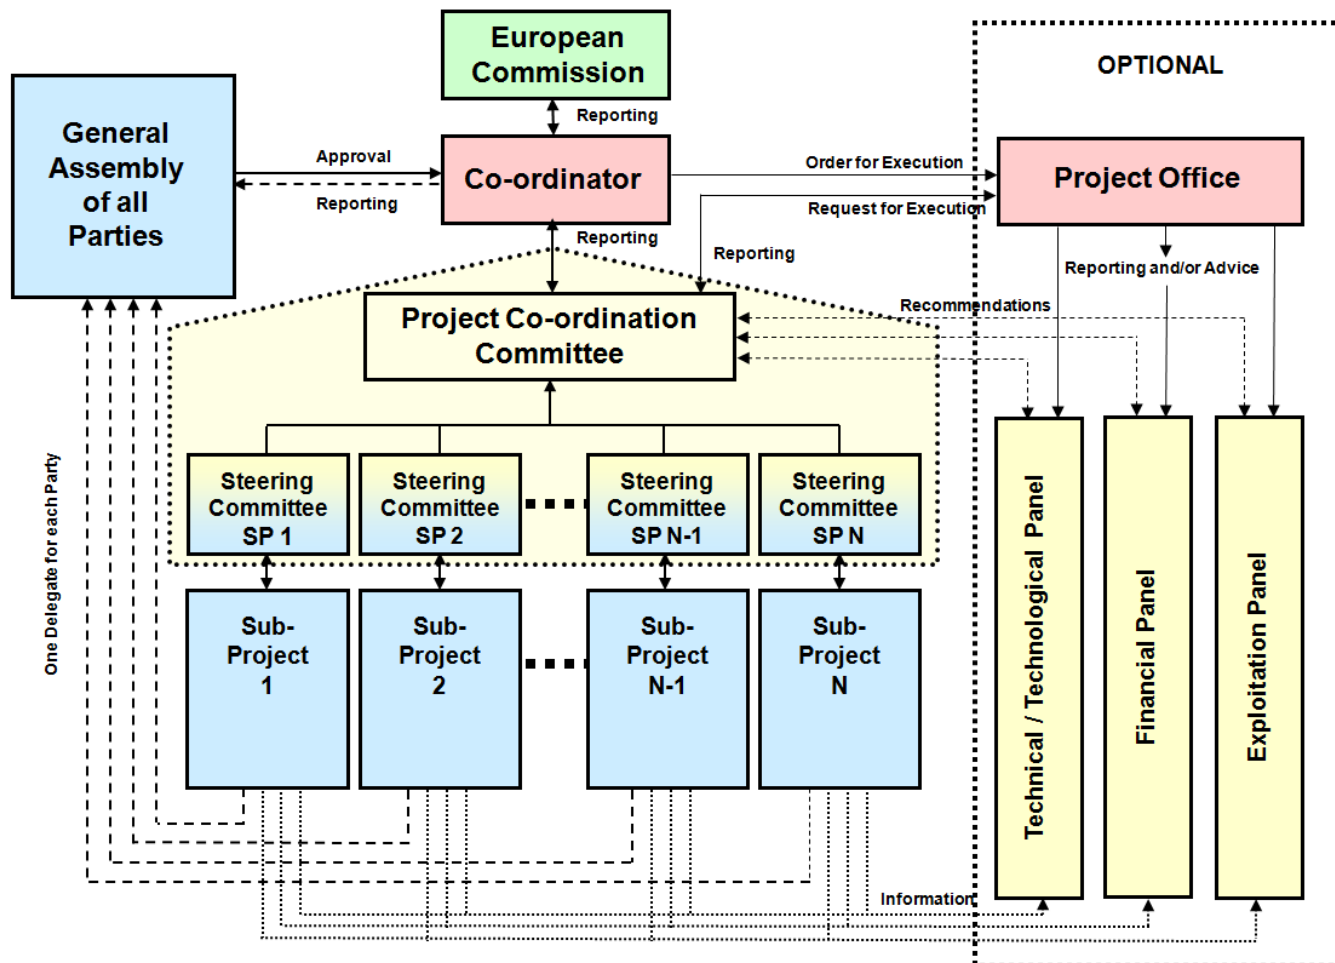 European
Commission
OPTIONAL
General
Assembly
of all
Parties
Reporting
Approval
Reporting
Co-ordinator
Order for Execution
Request for Execution
Project Office
Reporting
Reporting
Reporting and/or Advice
Recommendations
Project Co-ordination
Committee
One Delegate for each Party
Steering
Committee
SP 1
Steering
Committee
SP 2
Steering
Committee
SP N-1
Steering
Committee
SP N
Sub-
Project
1
Sub-
Project
2
Sub-
Project
N-1
Sub-
Project
N
Technical / Technological Panel
Financial Panel
Exploitation Panel
Information